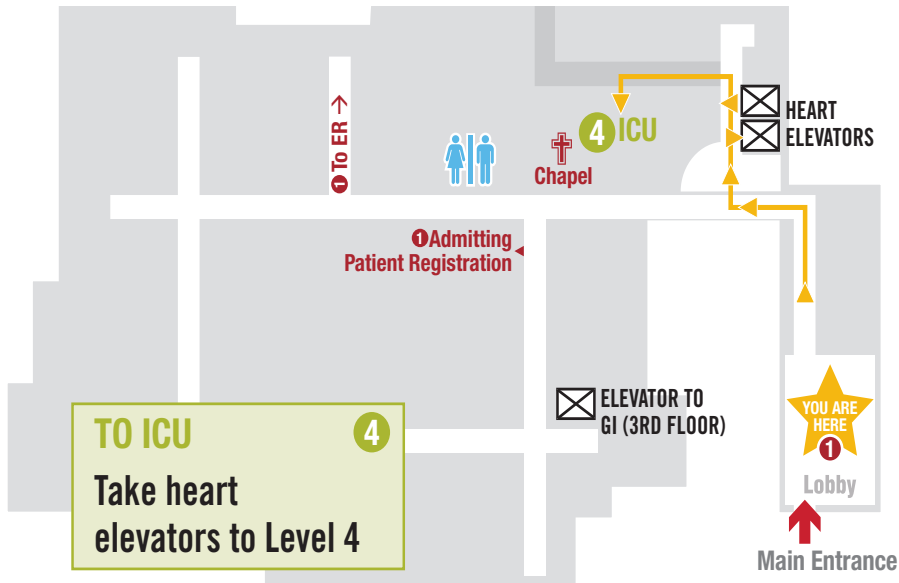 1 To ER →
4 ICU
HEART
ELEVATORS
Chapel
1 Admitting
Patient Registration
ELEVATOR TO
GI (3RD FLOOR)
YOU ARE
HERE
1
Lobby
Main Entrance
TO ICU 4
Take heart
elevators to Level 4